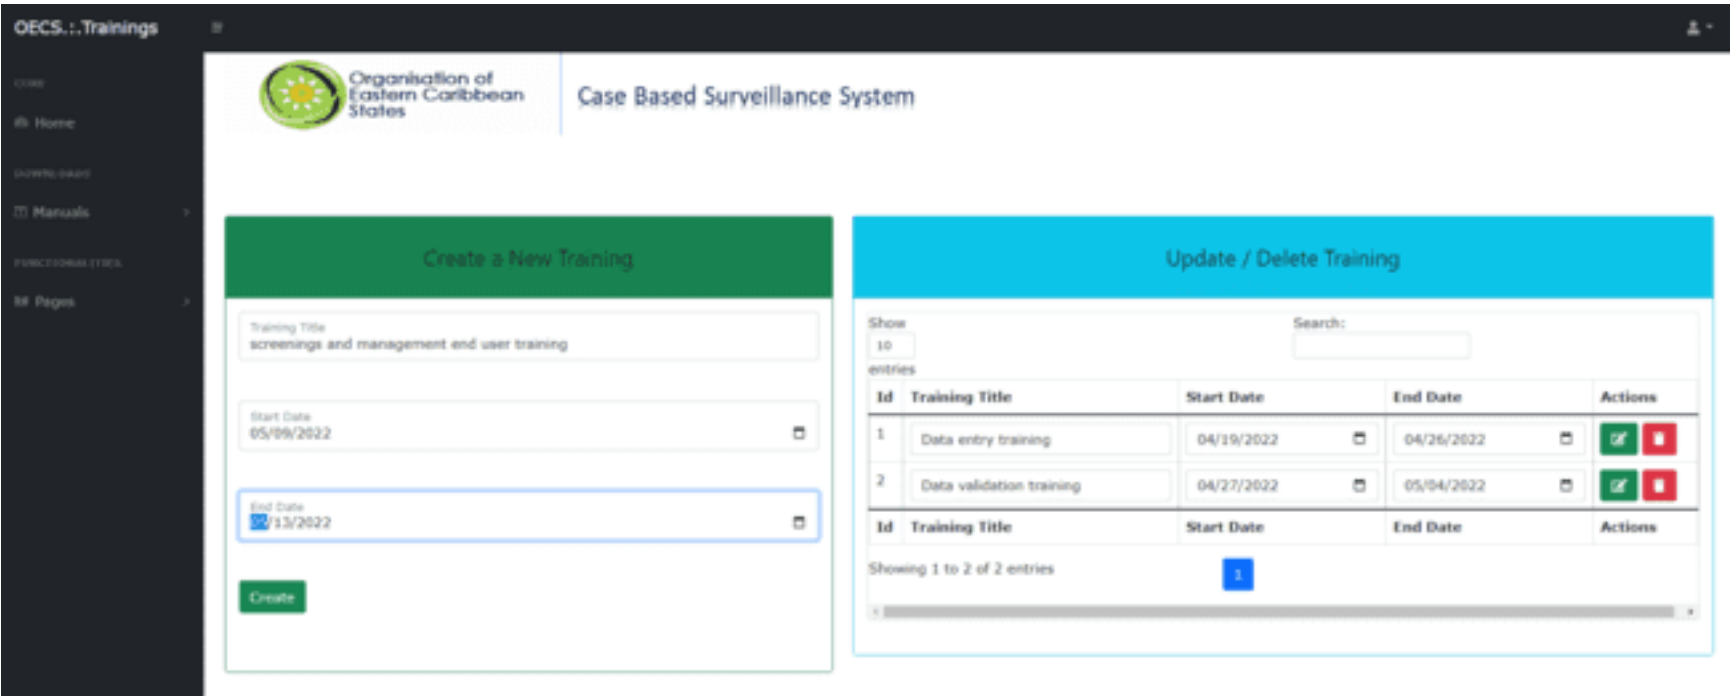 OECS.:.Trainings
CORE
Home
DOWNLOADS
Manuals
FUNCTIONALITIES
Pages
Organisation of
Eastern Caribbean
States
Case Based Surveillance System
Create a New Training
Training Title
screenings and management end user training
Start Date
05/09/2022
End Date
05/13/2022
Create
Update / Delete Training
Show
10
entries
Search:
Id Training Title Start Date End Date Actions
1 Data entry training 04/19/2022 04/26/2022
2 Data validation training 04/27/2022 05/04/2022
Id Training Title Start Date End Date Actions
Showing 1 to 2 of 2 entries
1